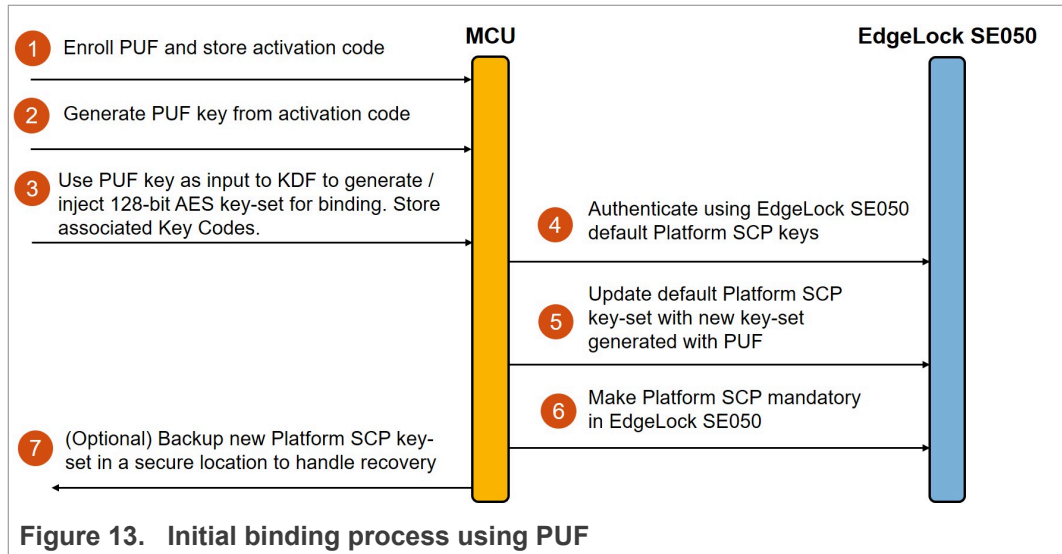 MCU
EdgeLock SE050
1
Enroll PUF and store activation code
2
Generate PUF key from activation code
3
Use PUF key as input to KDF to generate /
inject 128-bit AES key-set for binding. Store
associated Key Codes.
4
Authenticate using EdgeLock SE050
default Platform SCP keys
5
Update default Platform SCP
key-set with new key-set
generated with PUF
6
Make Platform SCP mandatory
in EdgeLock SE050
7
(Optional) Backup new Platform SCP key-
set in a secure location to handle recovery
Figure 13. Initial binding process using PUF